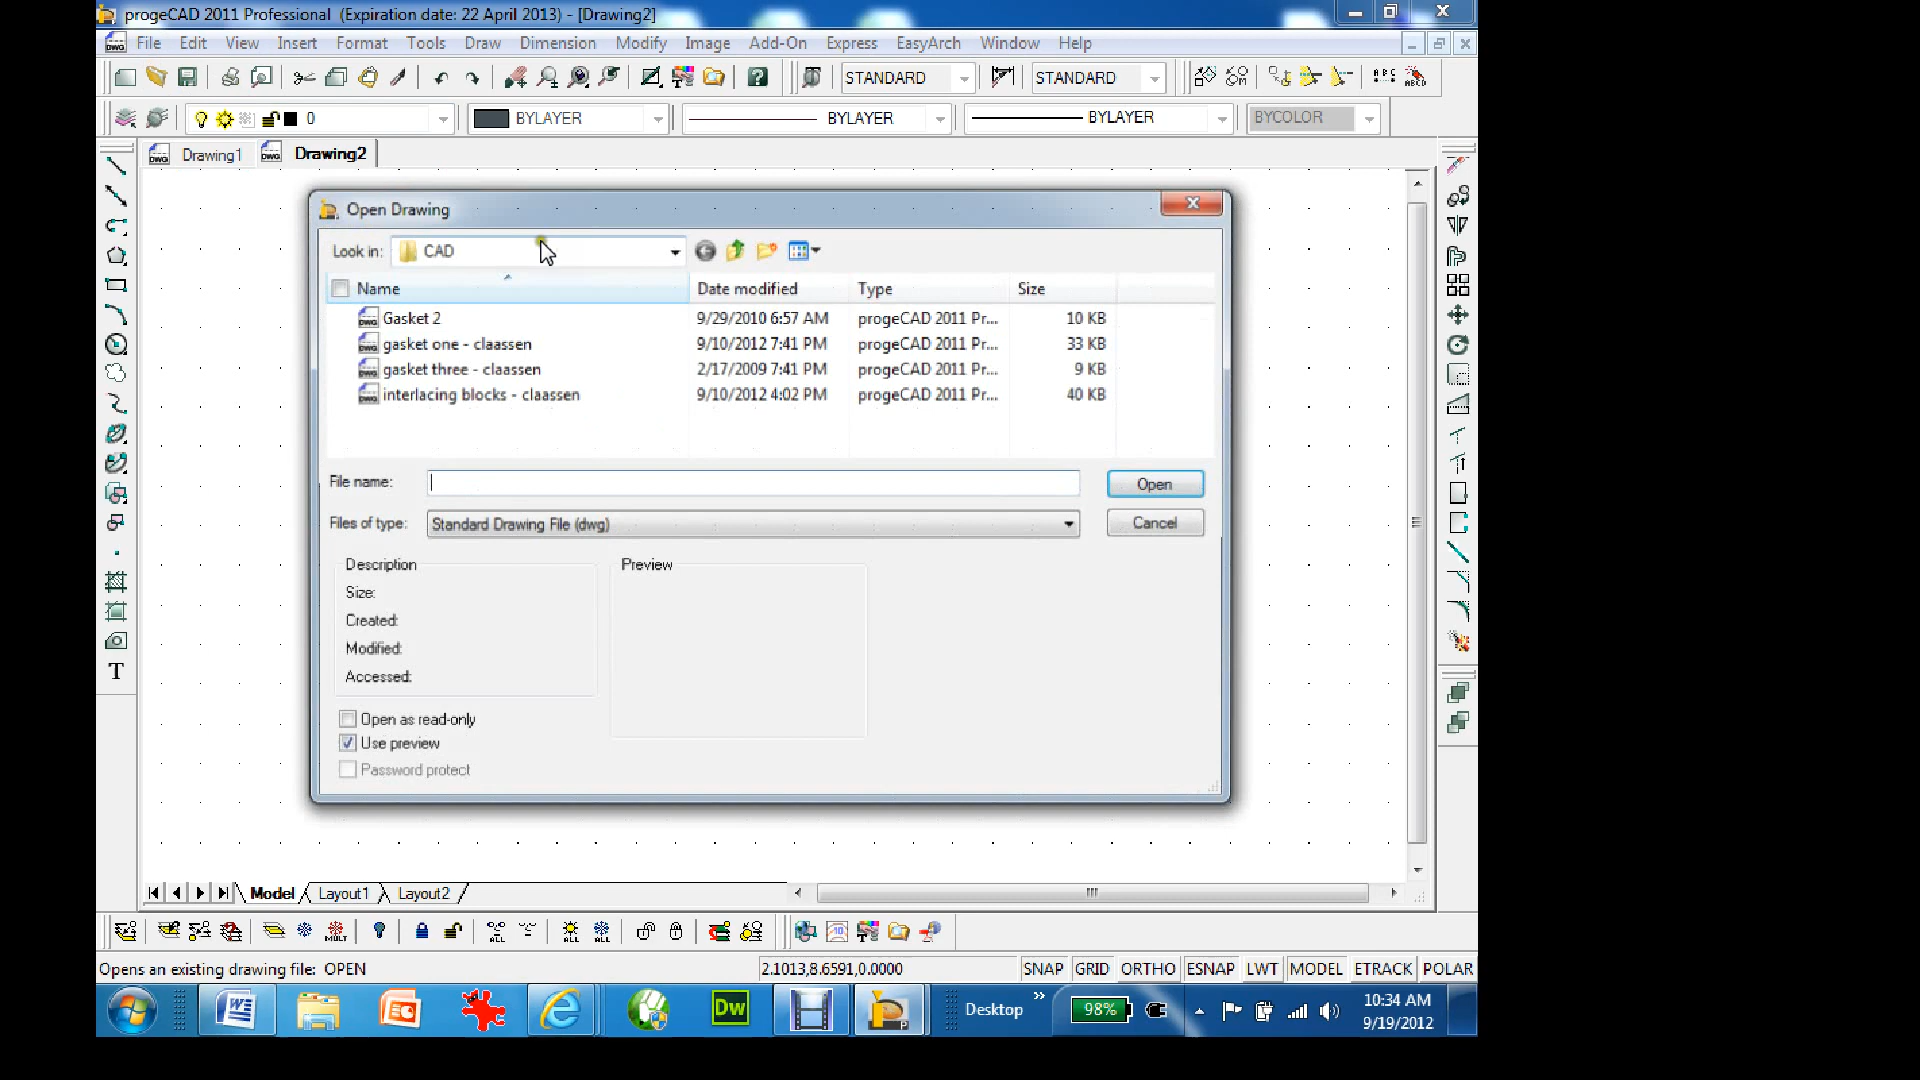 progeCAD 2011 Professional (Expiration date: 22 April 2013) - [Drawing2]
File Edit View Insert Format Tools Draw Dimension Modify Image Add-On Express EasyArch Window Help
STANDARD STANDARD
0 BYLAYER BYLAYER BYLAYER BYCOLOR
Drawing1 Drawing2
Open Drawing
Look in: CAD
Name Date modified Type Size
Gasket 2 9/29/2010 6:57 AM progeCAD 2011 Pr... 10 KB
gasket one - claassen 9/10/2012 7:41 PM progeCAD 2011 Pr... 33 KB
gasket three - claassen 2/17/2009 7:41 PM progeCAD 2011 Pr... 9 KB
interlacing blocks - claassen 9/10/2012 4:02 PM progeCAD 2011 Pr... 40 KB
File name: Open
Files of type: Standard Drawing File (dwg) Cancel
Description Preview
Size:
Created:
Modified:
Accessed:
Open as read-only
Use preview
Password protect
T
Model Layout1 Layout2
Opens an existing drawing file: OPEN 2.1013,8.6591,0.0000 SNAP GRID ORTHO ESNAP LWT MODEL ETRACK POLAR
Dw Desktop 98% 10:34 AM
9/19/2012